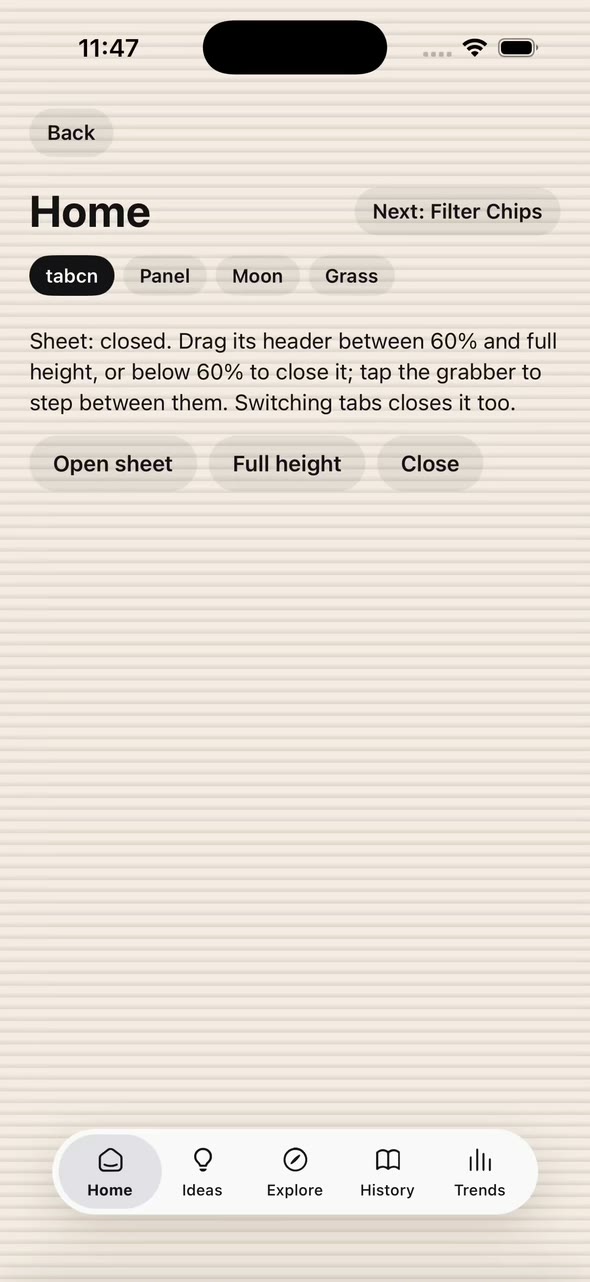 11:47
Back
Home
Next: Filter Chips
tabcn
Panel
Moon
Grass
Sheet: closed. Drag its header between 60% and full
height, or below 60% to close it; tap the grabber to
step between them. Switching tabs closes it too.
Open sheet
Full height
Close
Home
Ideas
Explore
History
Trends